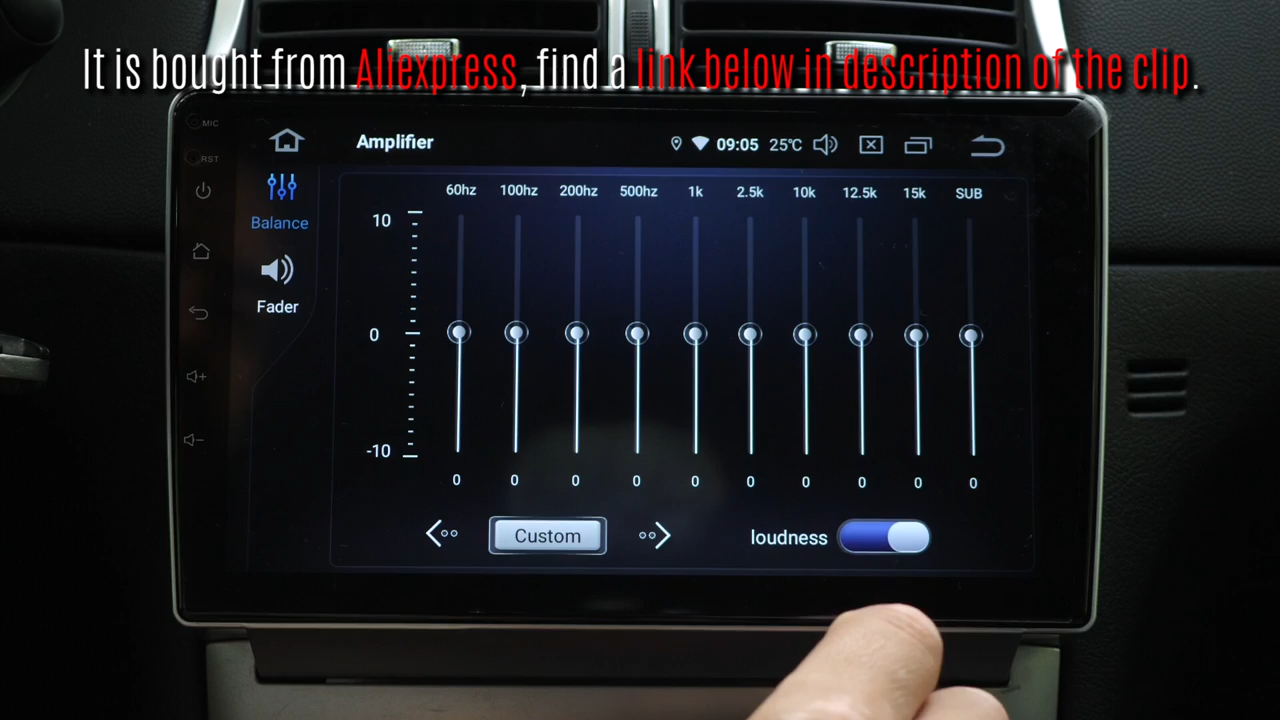 It is bought from Aliexpress, find a link below in description of the clip.
MIC
Amplifier
09:05 25°C
RST
60hz 100hz 200hz 500hz 1k 2.5k 10k 12.5k 15k SUB
Balance
10
Fader
0
-10
0 0 0 0 0 0 0 0 0 0
Custom
loudness